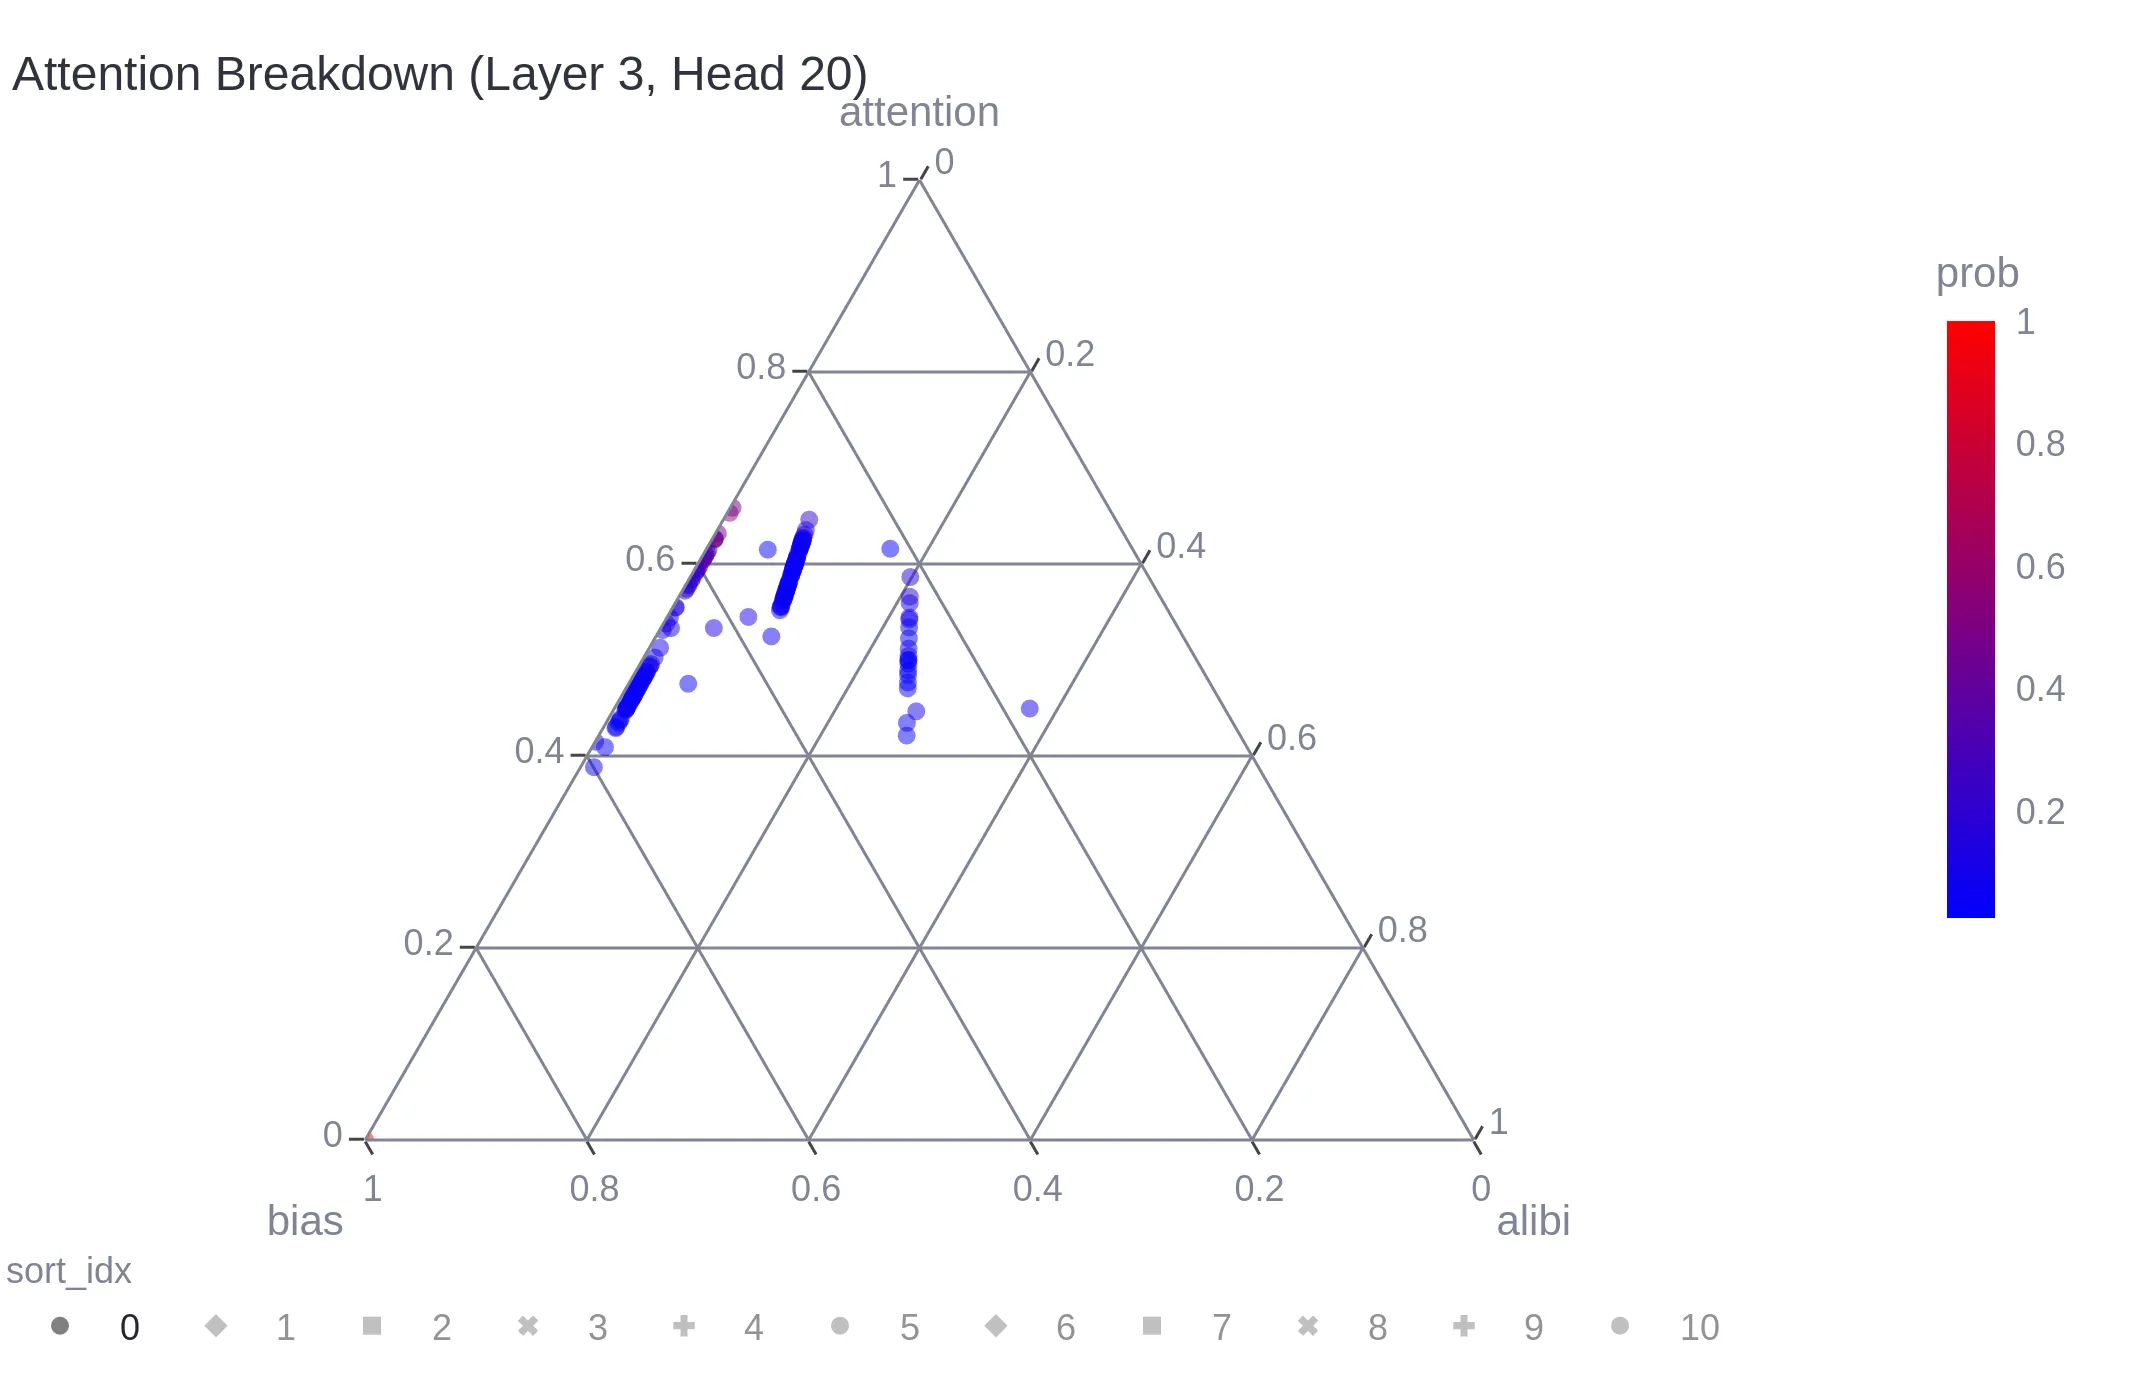 Attention Breakdown (Layer 3, Head 20)
attention
1 0
0.8 0.2
0.6 0.4
0.4 0.6
0.2 0.8
0 1
1 0.8 0.6 0.4 0.2 0
bias alibi
prob
1
0.8
0.6
0.4
0.2
sort_idx
0 1 2 3 4 5 6 7 8 9 10